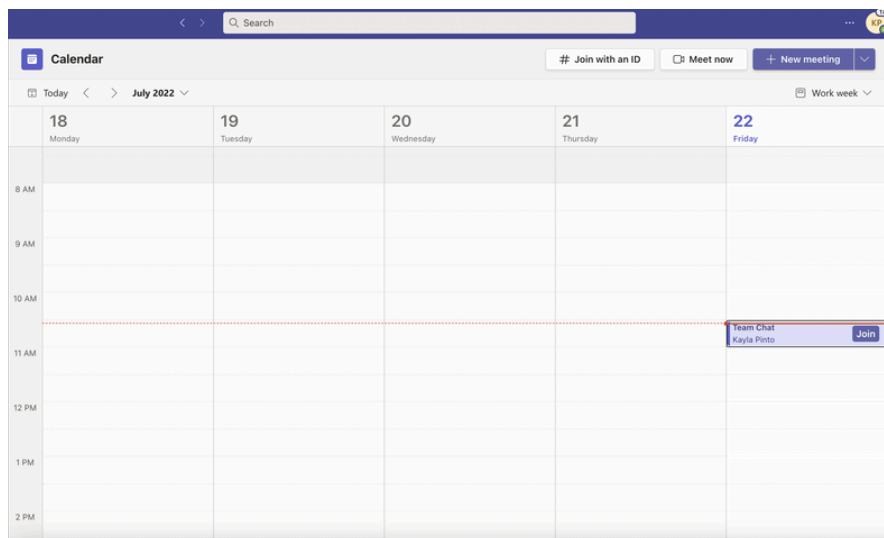 Search
...
KP
Calendar
# Join with an ID
Meet now
+ New meeting
Today
July 2022
Work week
18
19
20
21
22
Monday
Tuesday
Wednesday
Thursday
Friday
8 AM
9 AM
10 AM
Team Chat
Kayla Pinto
Join
11 AM
12 PM
1 PM
2 PM